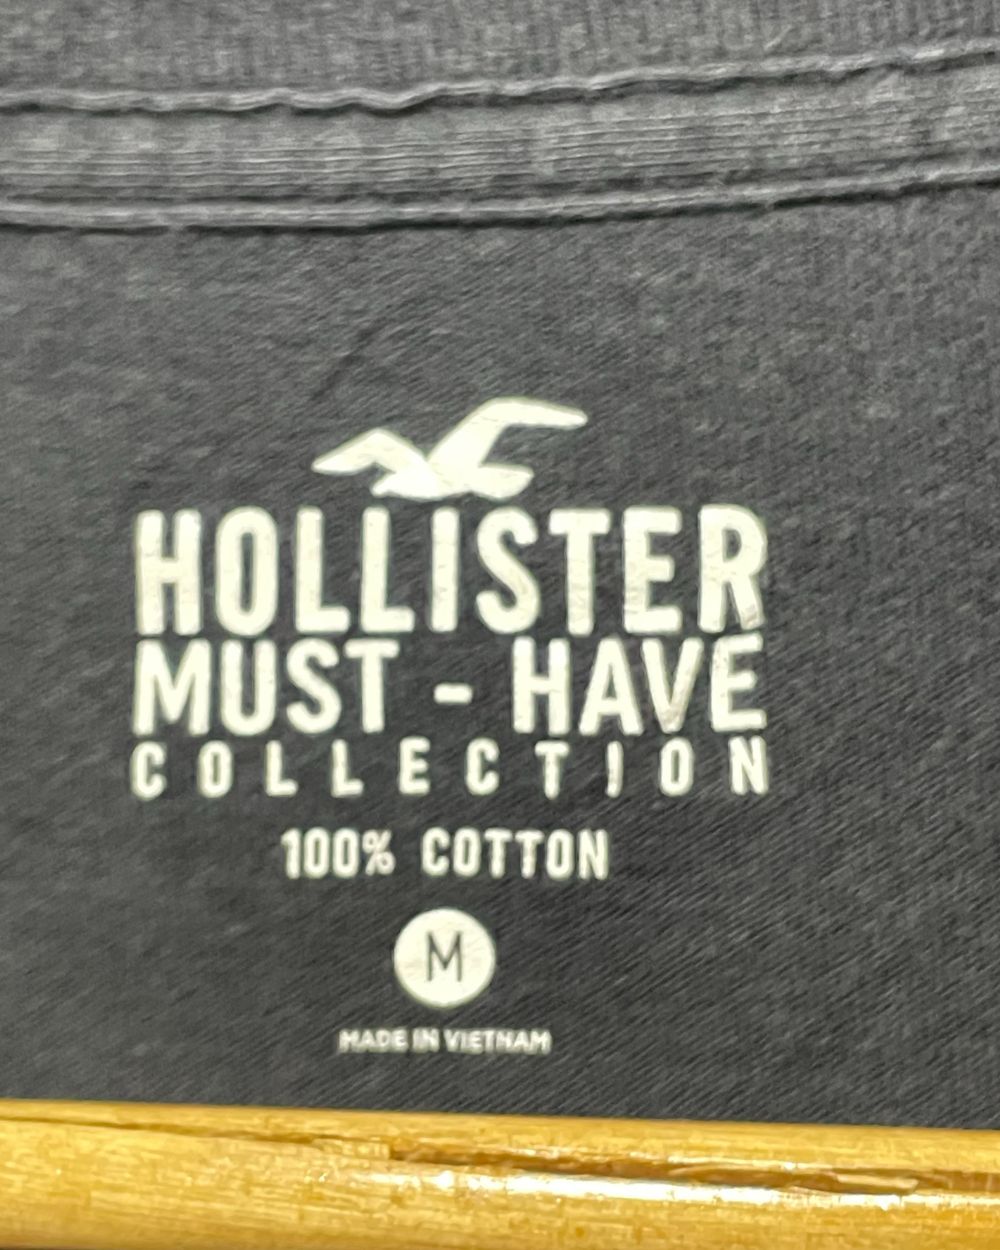 HOLLISTER
MUST - HAVE
COLLECTION
100% COTTON
M
MADE IN VIETNAM